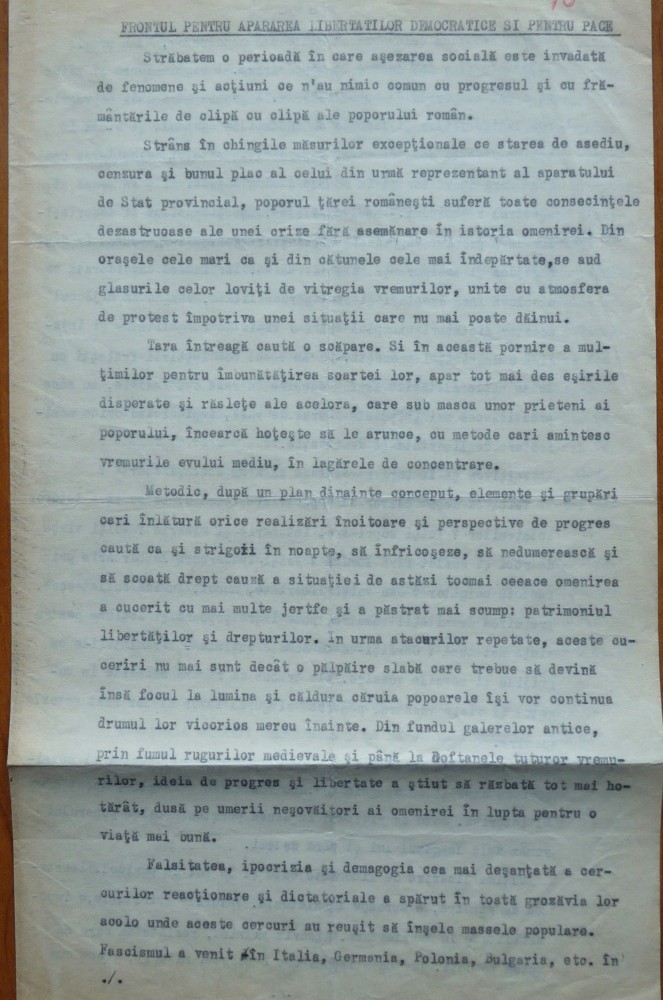 FRONTUL PENTRU APARAREA LIBERTATILOR DEMOCRATICE SI PENTRU PACE
Străbatem o perioadă în care aşezarea socială este invadată
de fenomene şi acţiuni ce n'au nimic comun cu progresul şi cu fră-
mântările de clipă cu clipă ale poporului român.
Strâns în chingile măsurilor excepţionale ce starea de asediu,
cenzura şi bunul plac al celui din urmă reprezentant al aparatului
de Stat provincial, poporul ţărei româneşti suferă toate consecinţele
dezastruoase ale unei crize fără asemănare în istoria omenirei. Din
oraşele cele mari ca şi din cătunele cele mai îndepărtate,se aud
glasurile celor loviţi de vitregia vremurilor, unite cu atmosfera
de protest împotriva unei situaţii care nu mai poate dăinui.
Tara întreagă caută o scăpare. Si în această pornire a mul-
ţimilor pentru îmbunătăţirea soartei lor, apar tot mai des eşirile
disperate şi răsleţe ale acelora, care sub masca unor prieteni ai
poporului, încearcă hoţeşte să le arunce, cu metode cari amintesc
vremurile evului mediu, în lagărele de concentrare.
Metodic, după un plan dinainte conceput, elemente şi grupări
cari înlătură orice realizări înoitoare şi perspective de progres
caută ca şi strigoii în noapte, să înfricoşeze, să nedumerească şi
să scoată drept cauză a situaţiei de astăzi tocmai ceeace omenirea
a cucerit cu mai multe jertfe şi a păstrat mai scump: patrimoniul
libertăţilor şi drepturilor. In urma atacurilor repetate, aceste cu-
ceriri nu mai sunt decât o pâlpâire slabă care trebue să devină
însă focul la lumina şi căldura căruia popoarele îşi vor continua
drumul lor vicorios mereu înainte. Din fundul galerelor antice,
prin fumul rugurilor medievale şi până la Doftanele tuturor vremu-
rilor, ideia de progres şi libertate a ştiut să răzbată tot mai ho-
tărât, dusă pe umerii neşovăitori ai omenirei în lupta pentru o
viaţă mai bună.
Falsitatea, ipocrizia şi demagogia cea mai deşănţată a cer-
curilor reacţionare şi dictatoriale a apărut în toată grozăvia lor
acolo unde aceste cercuri au reuşit să înşele massele populare.
Fascismul a venit în Italia, Germania, Polonia, Bulgaria, etc. în
./.